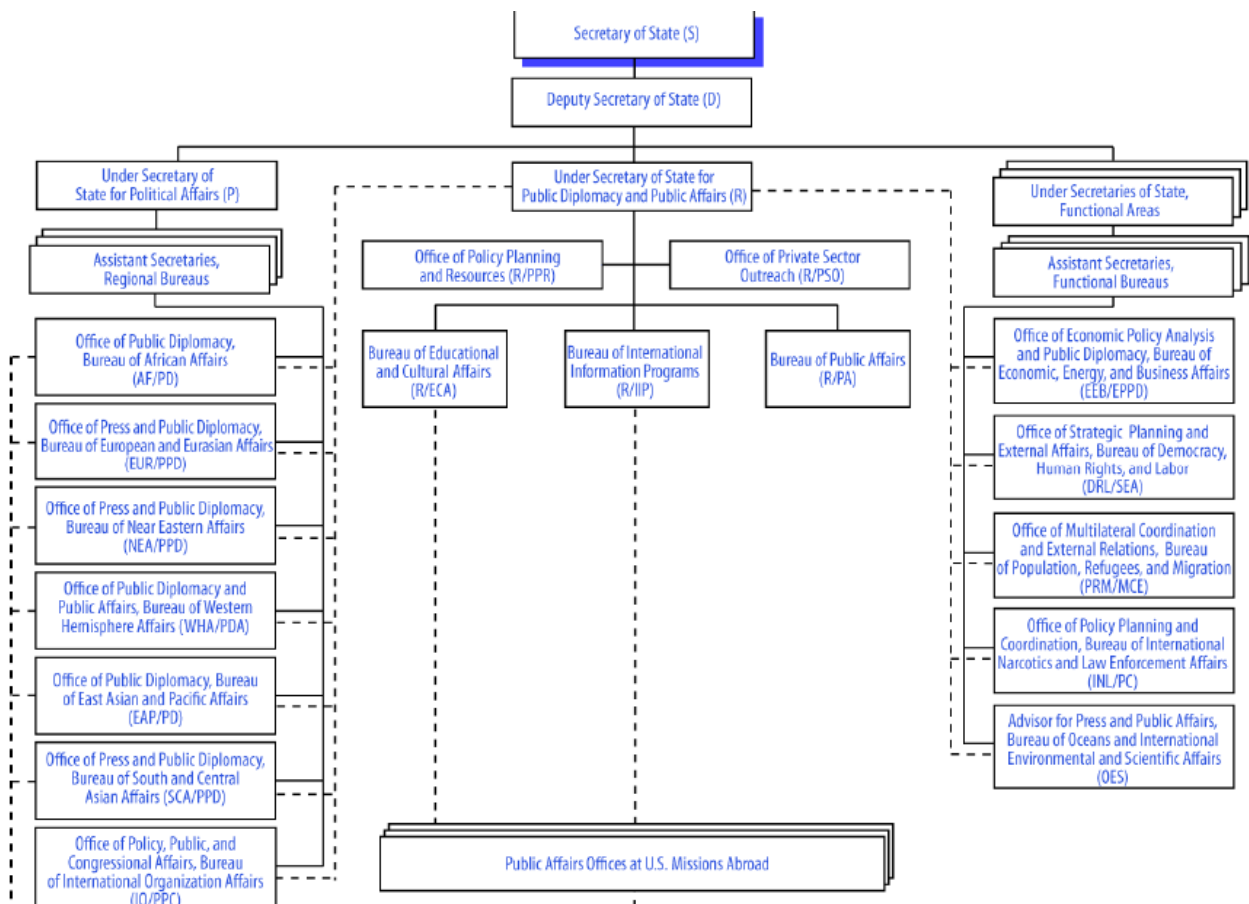 Secretary of State (S)
Deputy Secretary of State (D)
Under Secretary of
State for Political Affairs (P)
Under Secretary of State for
Public Diplomacy and Public Affairs (R)
Under Secretaries of State,
Functional Areas
Assistant Secretaries,
Regional Bureaus
Office of Policy Planning
and Resources (R/PPR)
Office of Private Sector
Outreach (R/PSO)
Assistant Secretaries,
Functional Bureaus
Office of Public Diplomacy,
Bureau of African Affairs
(AF/PD)
Office of Press and Public Diplomacy,
Bureau of European and Eurasian Affairs
(EUR/PPD)
Office of Press and Public Diplomacy,
Bureau of Near Eastern Affairs
(NEA/PPD)
Office of Public Diplomacy and
Public Affairs, Bureau of Western
Hemisphere Affairs (WHA/PDA)
Office of Public Diplomacy, Bureau
of East Asian and Pacific Affairs
(EAP/PD)
Office of Press and Public Diplomacy,
Bureau of South and Central
Asian Affairs (SCA/PPD)
Office of Policy, Public, and
Congressional Affairs, Bureau
of International Organization Affairs
(IO/PPC)
Bureau of Educational
and Cultural Affairs
(R/ECA)
Bureau of International
Information Programs
(R/IIP)
Bureau of Public Affairs
(R/PA)
Public Affairs Offices at U.S. Missions Abroad
Office of Economic Policy Analysis
and Public Diplomacy, Bureau of
Economic, Energy, and Business Affairs
(EEB/EPPD)
Office of Strategic Planning and
External Affairs, Bureau of Democracy,
Human Rights, and Labor
(DRL/SEA)
Office of Multilateral Coordination
and External Relations, Bureau
of Population, Refugees, and Migration
(PRM/MCE)
Office of Policy Planning and
Coordination, Bureau of International
Narcotics and Law Enforcement Affairs
(INL/PC)
Advisor for Press and Public Affairs,
Bureau of Oceans and International
Environmental and Scientific Affairs
(OES)